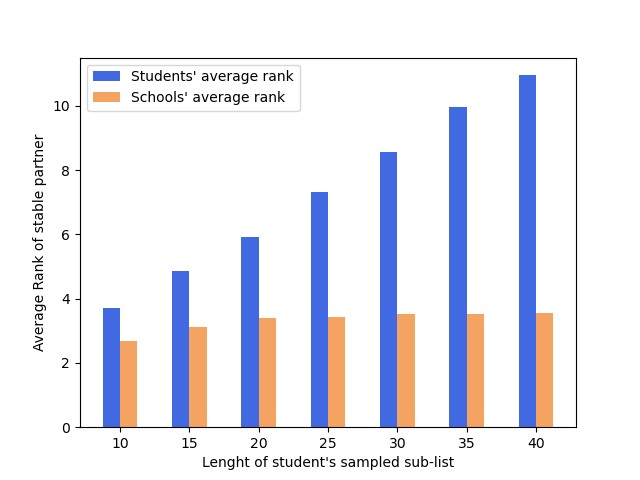 Students' average rank
Schools' average rank
Average Rank of stable partner
10
8
6
4
2
0
10 15 20 25 30 35 40
Lenght of student's sampled sub-list